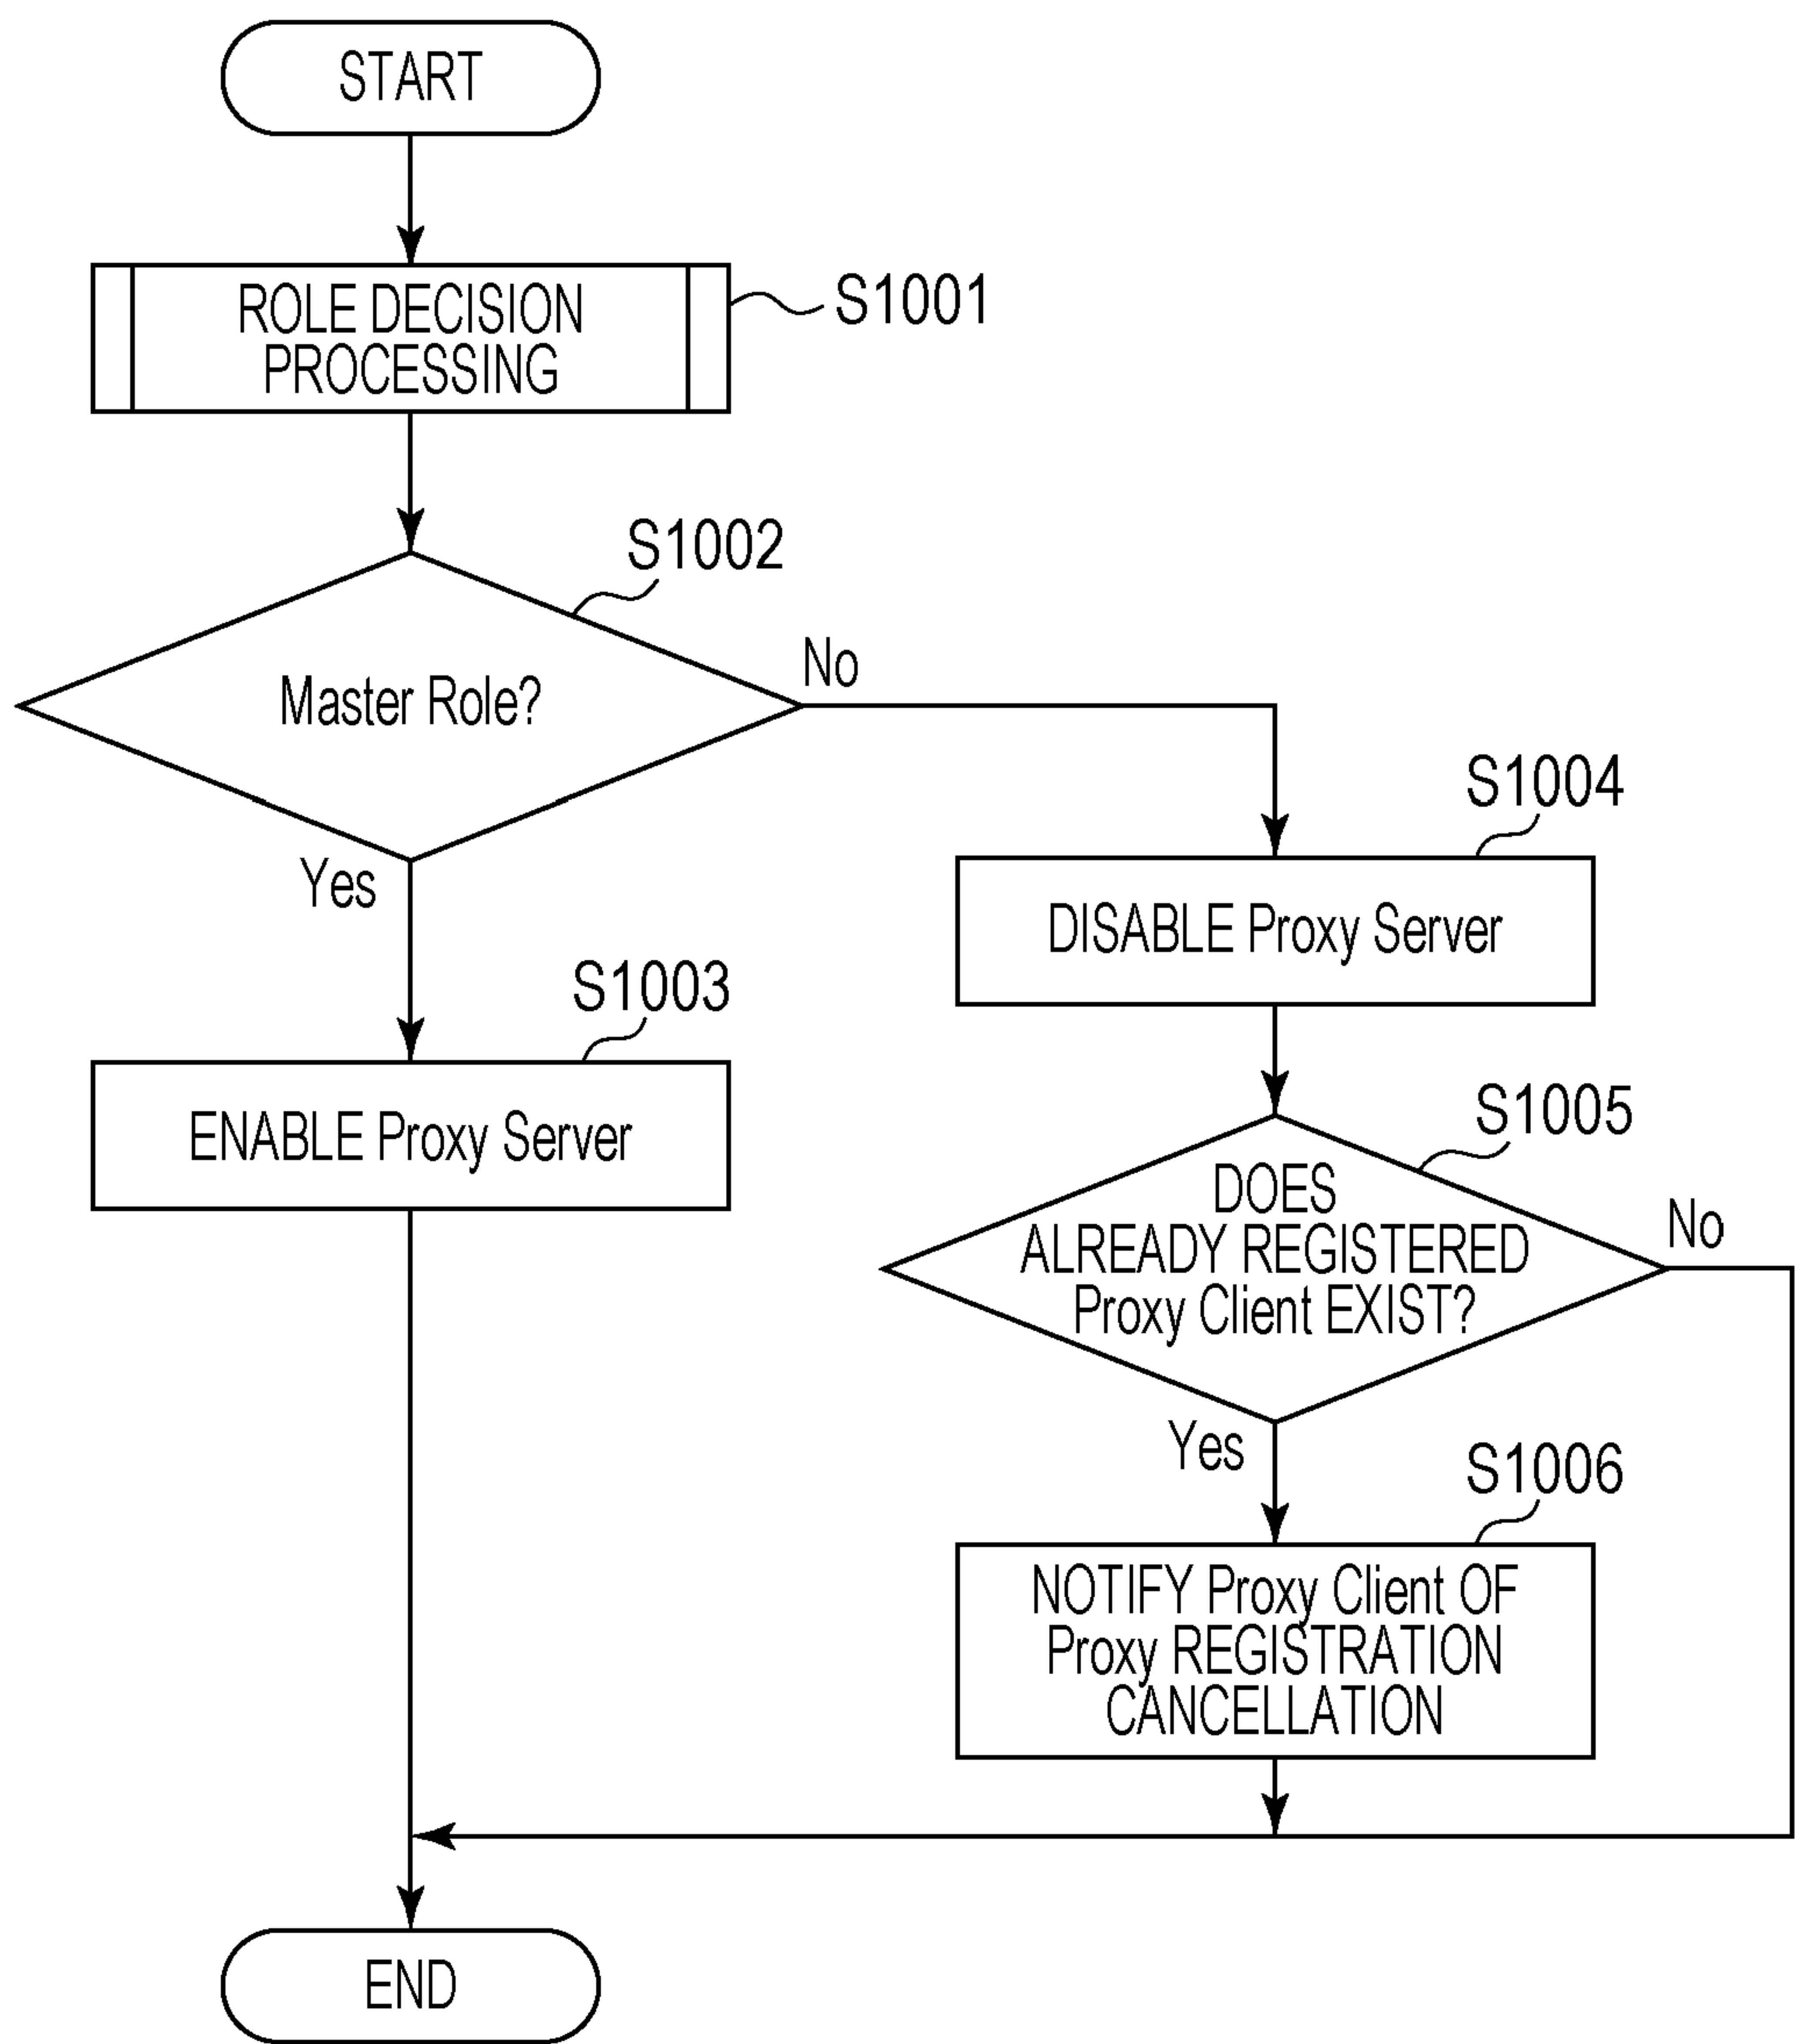 START
ROLE DECISION
PROCESSING
S1001
S1002
Master Role?
No
Yes
S1003
ENABLE Proxy Server
S1004
DISABLE Proxy Server
S1005
DOES
ALREADY REGISTERED
Proxy Client EXIST?
No
Yes
S1006
NOTIFY Proxy Client OF
Proxy REGISTRATION
CANCELLATION
END